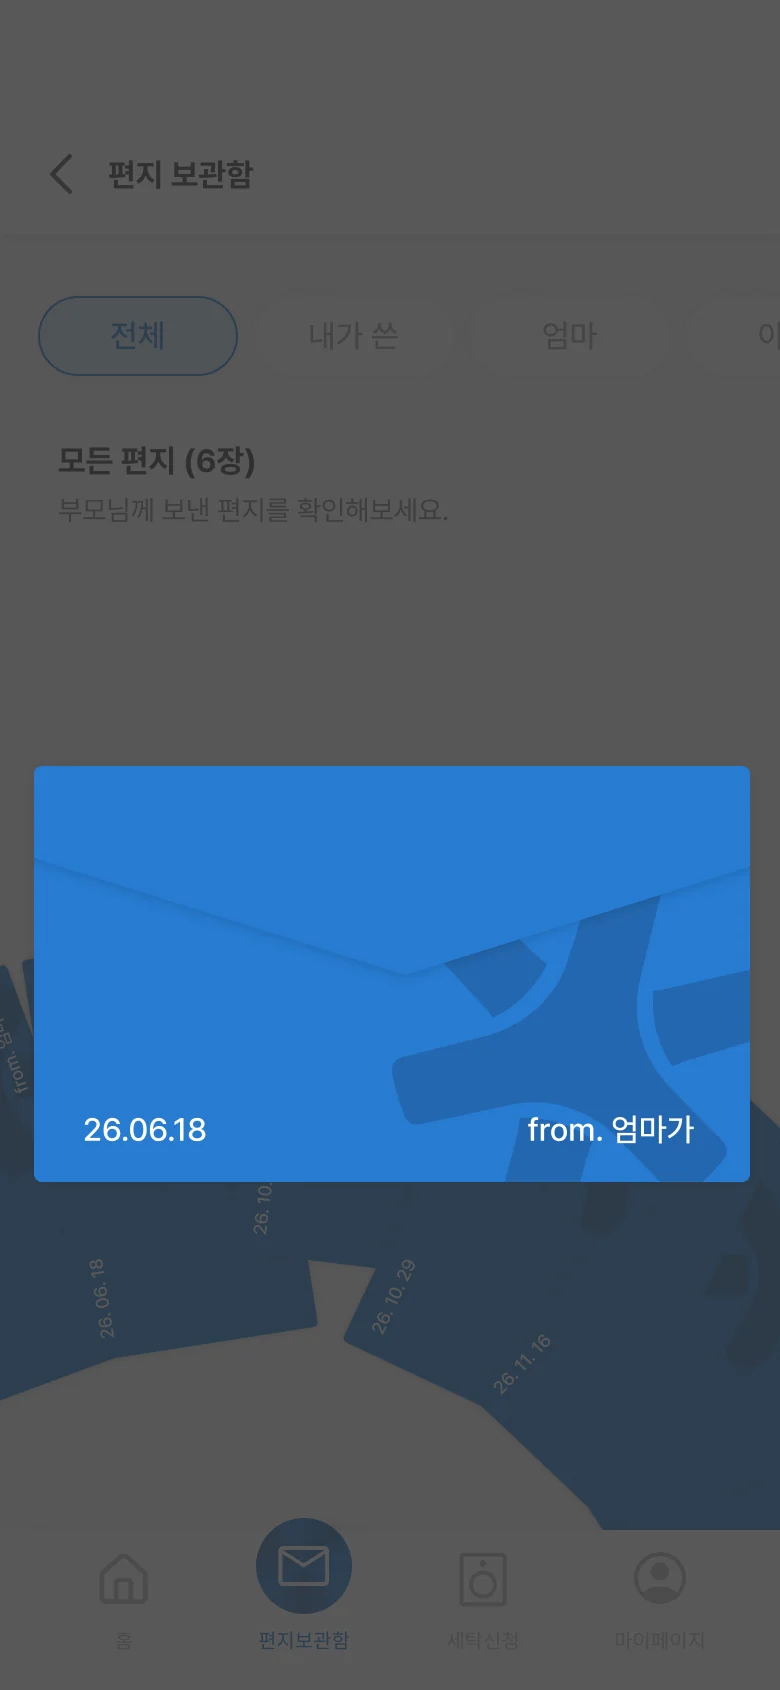 편지 보관함
전체
내가 쓴
엄마
모든 편지 (6장)
부모님께 보낸 편지를 확인해보세요.
26.06.18
from. 엄마가
from.
26. 10.
26. 06. 18
26. 10. 29
26. 11. 16
홈
편지보관함
세탁신청
마이페이지